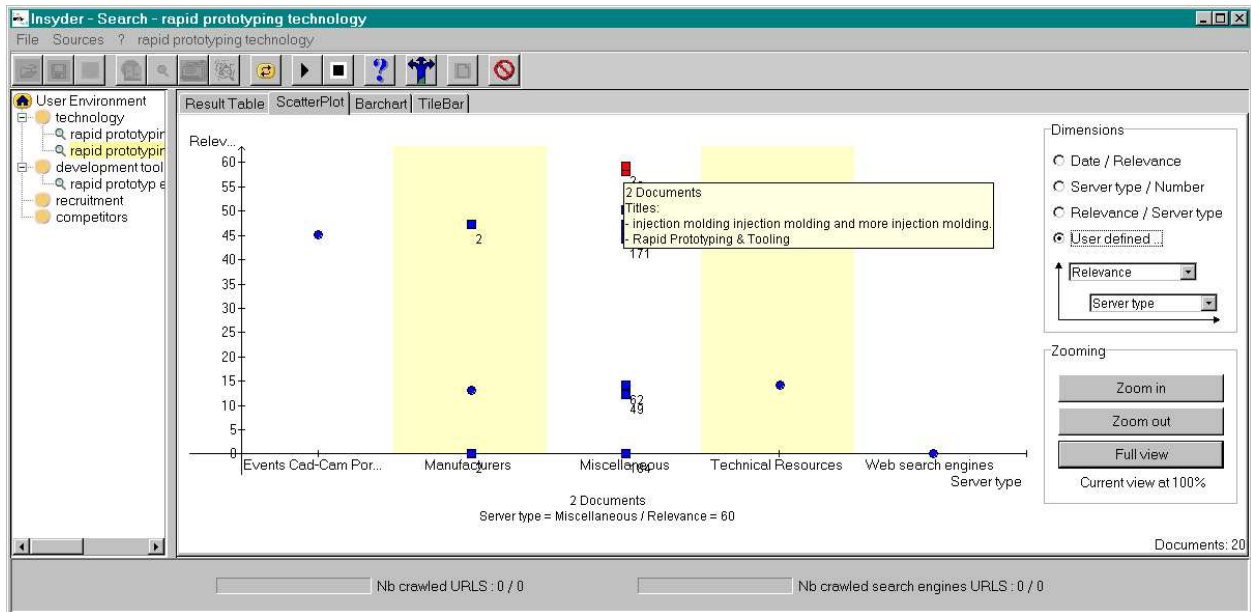 Insyder - Search - rapid prototyping technology
File Sources ? rapid prototyping technology
User Environment
technology
rapid prototypin
rapid prototypin
development tool
rapid prototyp e
recruitment
competitors
Result Table ScatterPlot Barchart TileBar
Relev...
60
55
50
45
40
35
30
25
20
15
10
5
0
2 Documents
Titles:
- injection molding injection molding and more injection molding.
- Rapid Prototyping & Tooling
2
171
62
49
2
164
Events Cad-Cam Por...
Manufacturers
Miscellaneous
Technical Resources
Web search engines
Server type
2 Documents
Server type = Miscellaneous / Relevance = 60
Dimensions
Date / Relevance
Server type / Number
Relevance / Server type
User defined ...
Relevance
Server type
Zooming
Zoom in
Zoom out
Full view
Current view at 100%
Documents: 20
Nb crawled URLS : 0 / 0
Nb crawled search engines URLS : 0 / 0